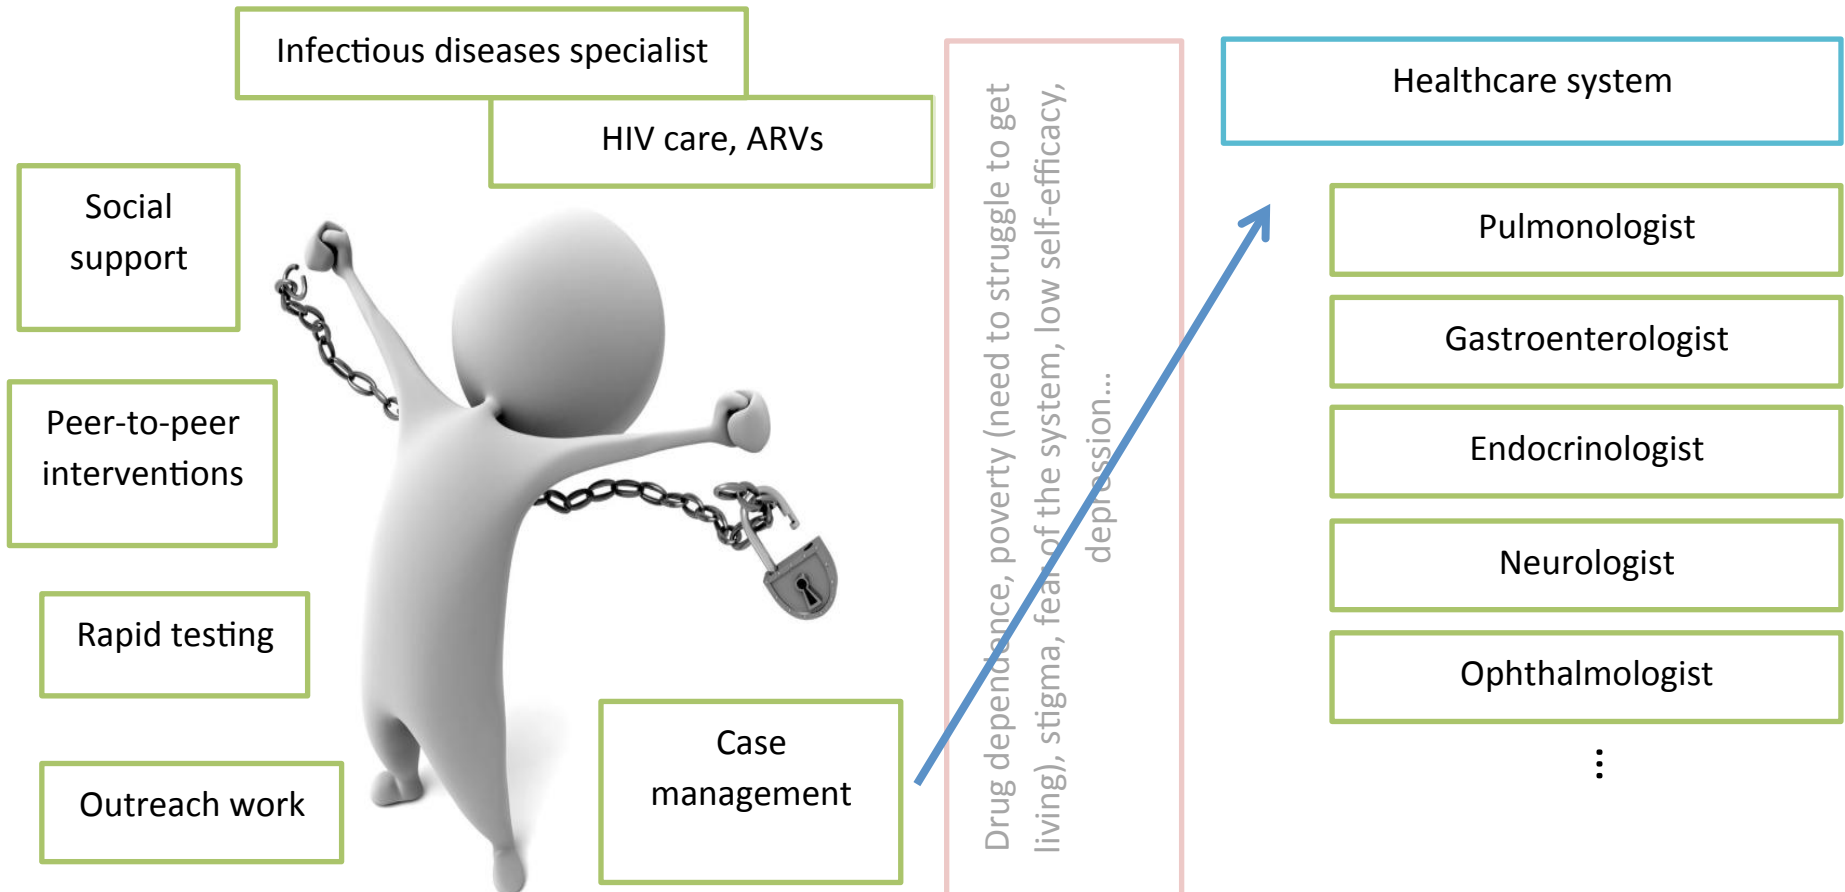 Infectious diseases specialist
HIV care, ARVs
Social
support
Peer-to-peer
interventions
Rapid testing
Outreach work
Case
management
Drug dependence, poverty (need to struggle to get
living), stigma, fear of the system, low self-efficacy,
depression...
Healthcare system
Pulmonologist
Gastroenterologist
Endocrinologist
Neurologist
Ophthalmologist
...